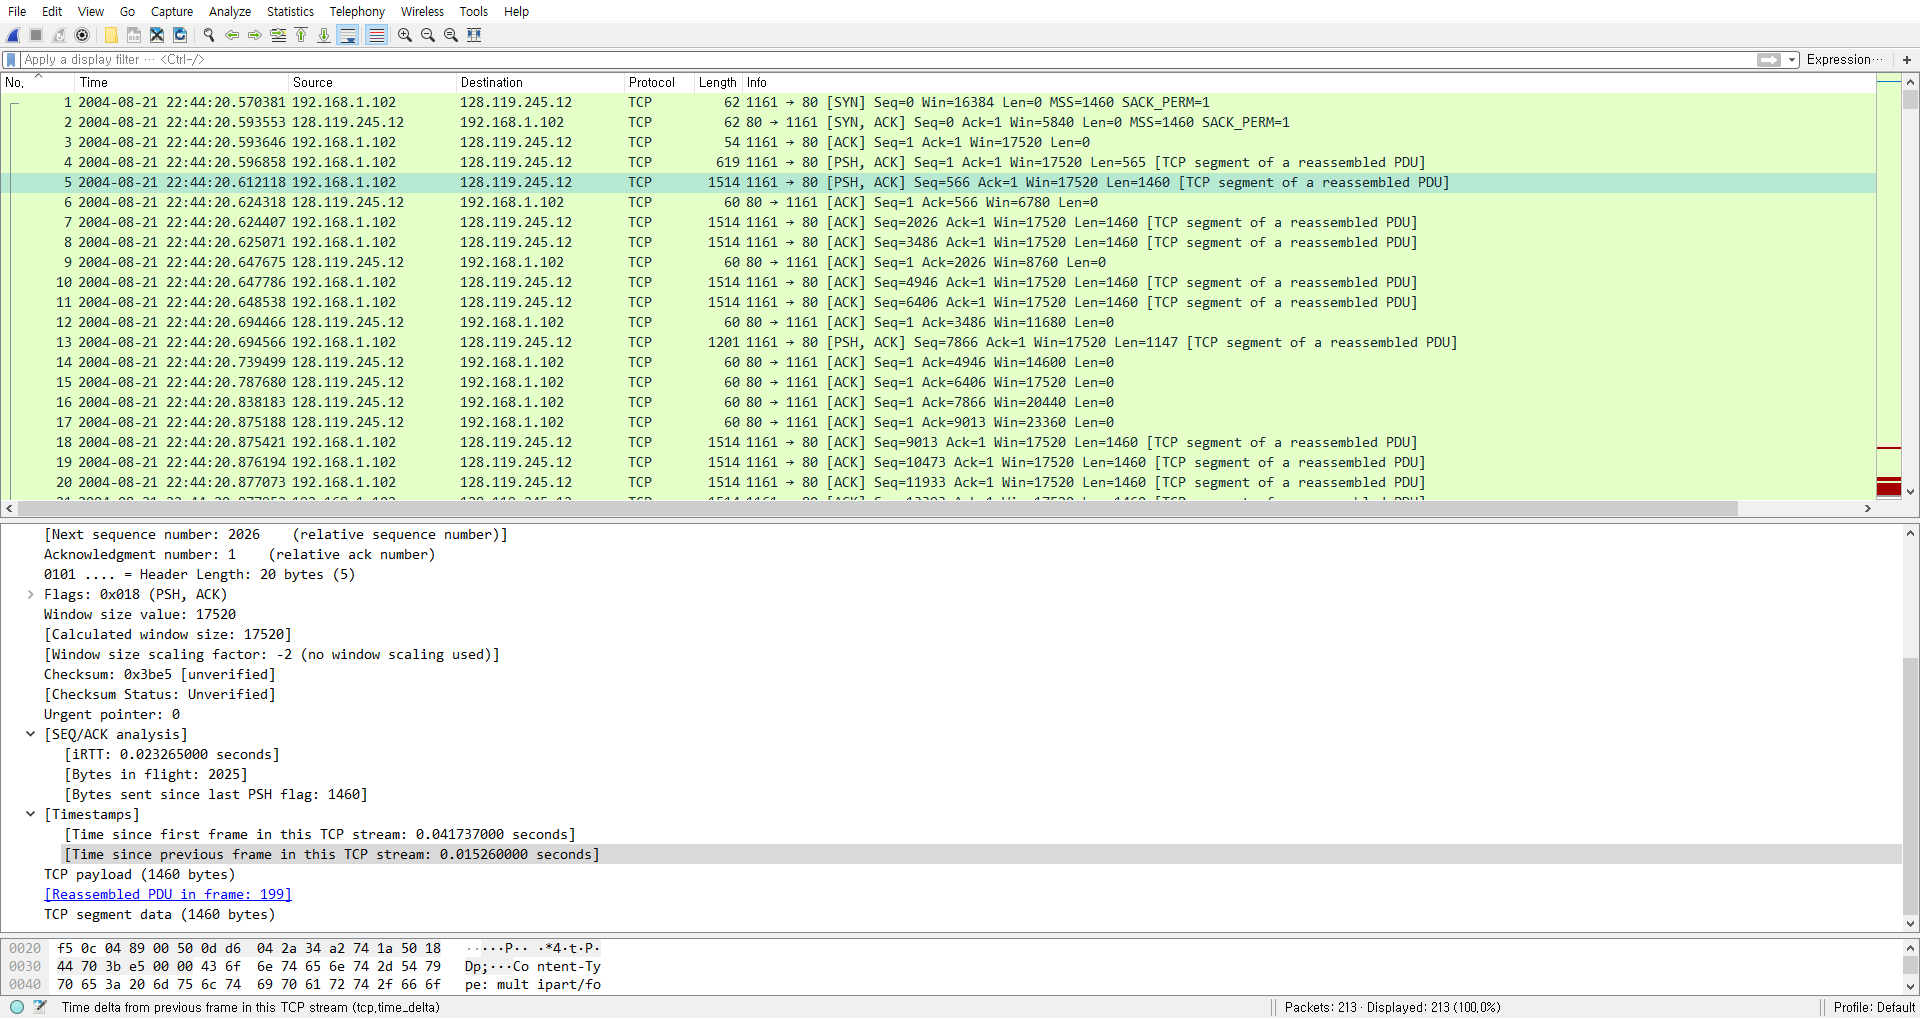 File Edit View Go Capture Analyze Statistics Telephony Wireless Tools Help
Apply a display filter ··· <Ctrl-/> Expression··· +
No. Time Source Destination Protocol Length Info
1 2004-08-21 22:44:20.570381 192.168.1.102 128.119.245.12 TCP 62 1161 → 80 [SYN] Seq=0 Win=16384 Len=0 MSS=1460 SACK_PERM=1
2 2004-08-21 22:44:20.593553 128.119.245.12 192.168.1.102 TCP 62 80 → 1161 [SYN, ACK] Seq=0 Ack=1 Win=5840 Len=0 MSS=1460 SACK_PERM=1
3 2004-08-21 22:44:20.593646 192.168.1.102 128.119.245.12 TCP 54 1161 → 80 [ACK] Seq=1 Ack=1 Win=17520 Len=0
4 2004-08-21 22:44:20.596858 192.168.1.102 128.119.245.12 TCP 619 1161 → 80 [PSH, ACK] Seq=1 Ack=1 Win=17520 Len=565 [TCP segment of a reassembled PDU]
5 2004-08-21 22:44:20.612118 192.168.1.102 128.119.245.12 TCP 1514 1161 → 80 [PSH, ACK] Seq=566 Ack=1 Win=17520 Len=1460 [TCP segment of a reassembled PDU]
6 2004-08-21 22:44:20.624318 128.119.245.12 192.168.1.102 TCP 60 80 → 1161 [ACK] Seq=1 Ack=566 Win=6780 Len=0
7 2004-08-21 22:44:20.624407 192.168.1.102 128.119.245.12 TCP 1514 1161 → 80 [ACK] Seq=2026 Ack=1 Win=17520 Len=1460 [TCP segment of a reassembled PDU]
8 2004-08-21 22:44:20.625071 192.168.1.102 128.119.245.12 TCP 1514 1161 → 80 [ACK] Seq=3486 Ack=1 Win=17520 Len=1460 [TCP segment of a reassembled PDU]
9 2004-08-21 22:44:20.647675 128.119.245.12 192.168.1.102 TCP 60 80 → 1161 [ACK] Seq=1 Ack=2026 Win=8760 Len=0
10 2004-08-21 22:44:20.647786 192.168.1.102 128.119.245.12 TCP 1514 1161 → 80 [ACK] Seq=4946 Ack=1 Win=17520 Len=1460 [TCP segment of a reassembled PDU]
11 2004-08-21 22:44:20.648538 192.168.1.102 128.119.245.12 TCP 1514 1161 → 80 [ACK] Seq=6406 Ack=1 Win=17520 Len=1460 [TCP segment of a reassembled PDU]
12 2004-08-21 22:44:20.694466 128.119.245.12 192.168.1.102 TCP 60 80 → 1161 [ACK] Seq=1 Ack=3486 Win=11680 Len=0
13 2004-08-21 22:44:20.694566 192.168.1.102 128.119.245.12 TCP 1201 1161 → 80 [PSH, ACK] Seq=7866 Ack=1 Win=17520 Len=1147 [TCP segment of a reassembled PDU]
14 2004-08-21 22:44:20.739499 128.119.245.12 192.168.1.102 TCP 60 80 → 1161 [ACK] Seq=1 Ack=4946 Win=14600 Len=0
15 2004-08-21 22:44:20.787680 128.119.245.12 192.168.1.102 TCP 60 80 → 1161 [ACK] Seq=1 Ack=6406 Win=17520 Len=0
16 2004-08-21 22:44:20.838183 128.119.245.12 192.168.1.102 TCP 60 80 → 1161 [ACK] Seq=1 Ack=7866 Win=20440 Len=0
17 2004-08-21 22:44:20.875188 128.119.245.12 192.168.1.102 TCP 60 80 → 1161 [ACK] Seq=1 Ack=9013 Win=23360 Len=0
18 2004-08-21 22:44:20.875421 192.168.1.102 128.119.245.12 TCP 1514 1161 → 80 [ACK] Seq=9013 Ack=1 Win=17520 Len=1460 [TCP segment of a reassembled PDU]
19 2004-08-21 22:44:20.876194 192.168.1.102 128.119.245.12 TCP 1514 1161 → 80 [ACK] Seq=10473 Ack=1 Win=17520 Len=1460 [TCP segment of a reassembled PDU]
20 2004-08-21 22:44:20.877073 192.168.1.102 128.119.245.12 TCP 1514 1161 → 80 [ACK] Seq=11933 Ack=1 Win=17520 Len=1460 [TCP segment of a reassembled PDU]
[Next sequence number: 2026 (relative sequence number)]
Acknowledgment number: 1 (relative ack number)
0101 .... = Header Length: 20 bytes (5)
Flags: 0x018 (PSH, ACK)
Window size value: 17520
[Calculated window size: 17520]
[Window size scaling factor: -2 (no window scaling used)]
Checksum: 0x3be5 [unverified]
[Checksum Status: Unverified]
Urgent pointer: 0
[SEQ/ACK analysis]
[iRTT: 0.023265000 seconds]
[Bytes in flight: 2025]
[Bytes sent since last PSH flag: 1460]
[Timestamps]
[Time since first frame in this TCP stream: 0.041737000 seconds]
[Time since previous frame in this TCP stream: 0.015260000 seconds]
TCP payload (1460 bytes)
[Reassembled PDU in frame: 199]
TCP segment data (1460 bytes)
0020 f5 0c 04 89 00 50 0d d6 04 2a 34 a2 74 1a 50 18 ·····P·· ·*4·t·P·
0030 44 70 3b e5 00 00 43 6f 6e 74 65 6e 74 2d 54 79 Dp;···Co ntent-Ty
0040 70 65 3a 20 6d 75 6c 74 69 70 61 72 74 2f 66 6f pe: mult ipart/fo
Time delta from previous frame in this TCP stream (tcp.time_delta) Packets: 213 · Displayed: 213 (100.0%) Profile: Default